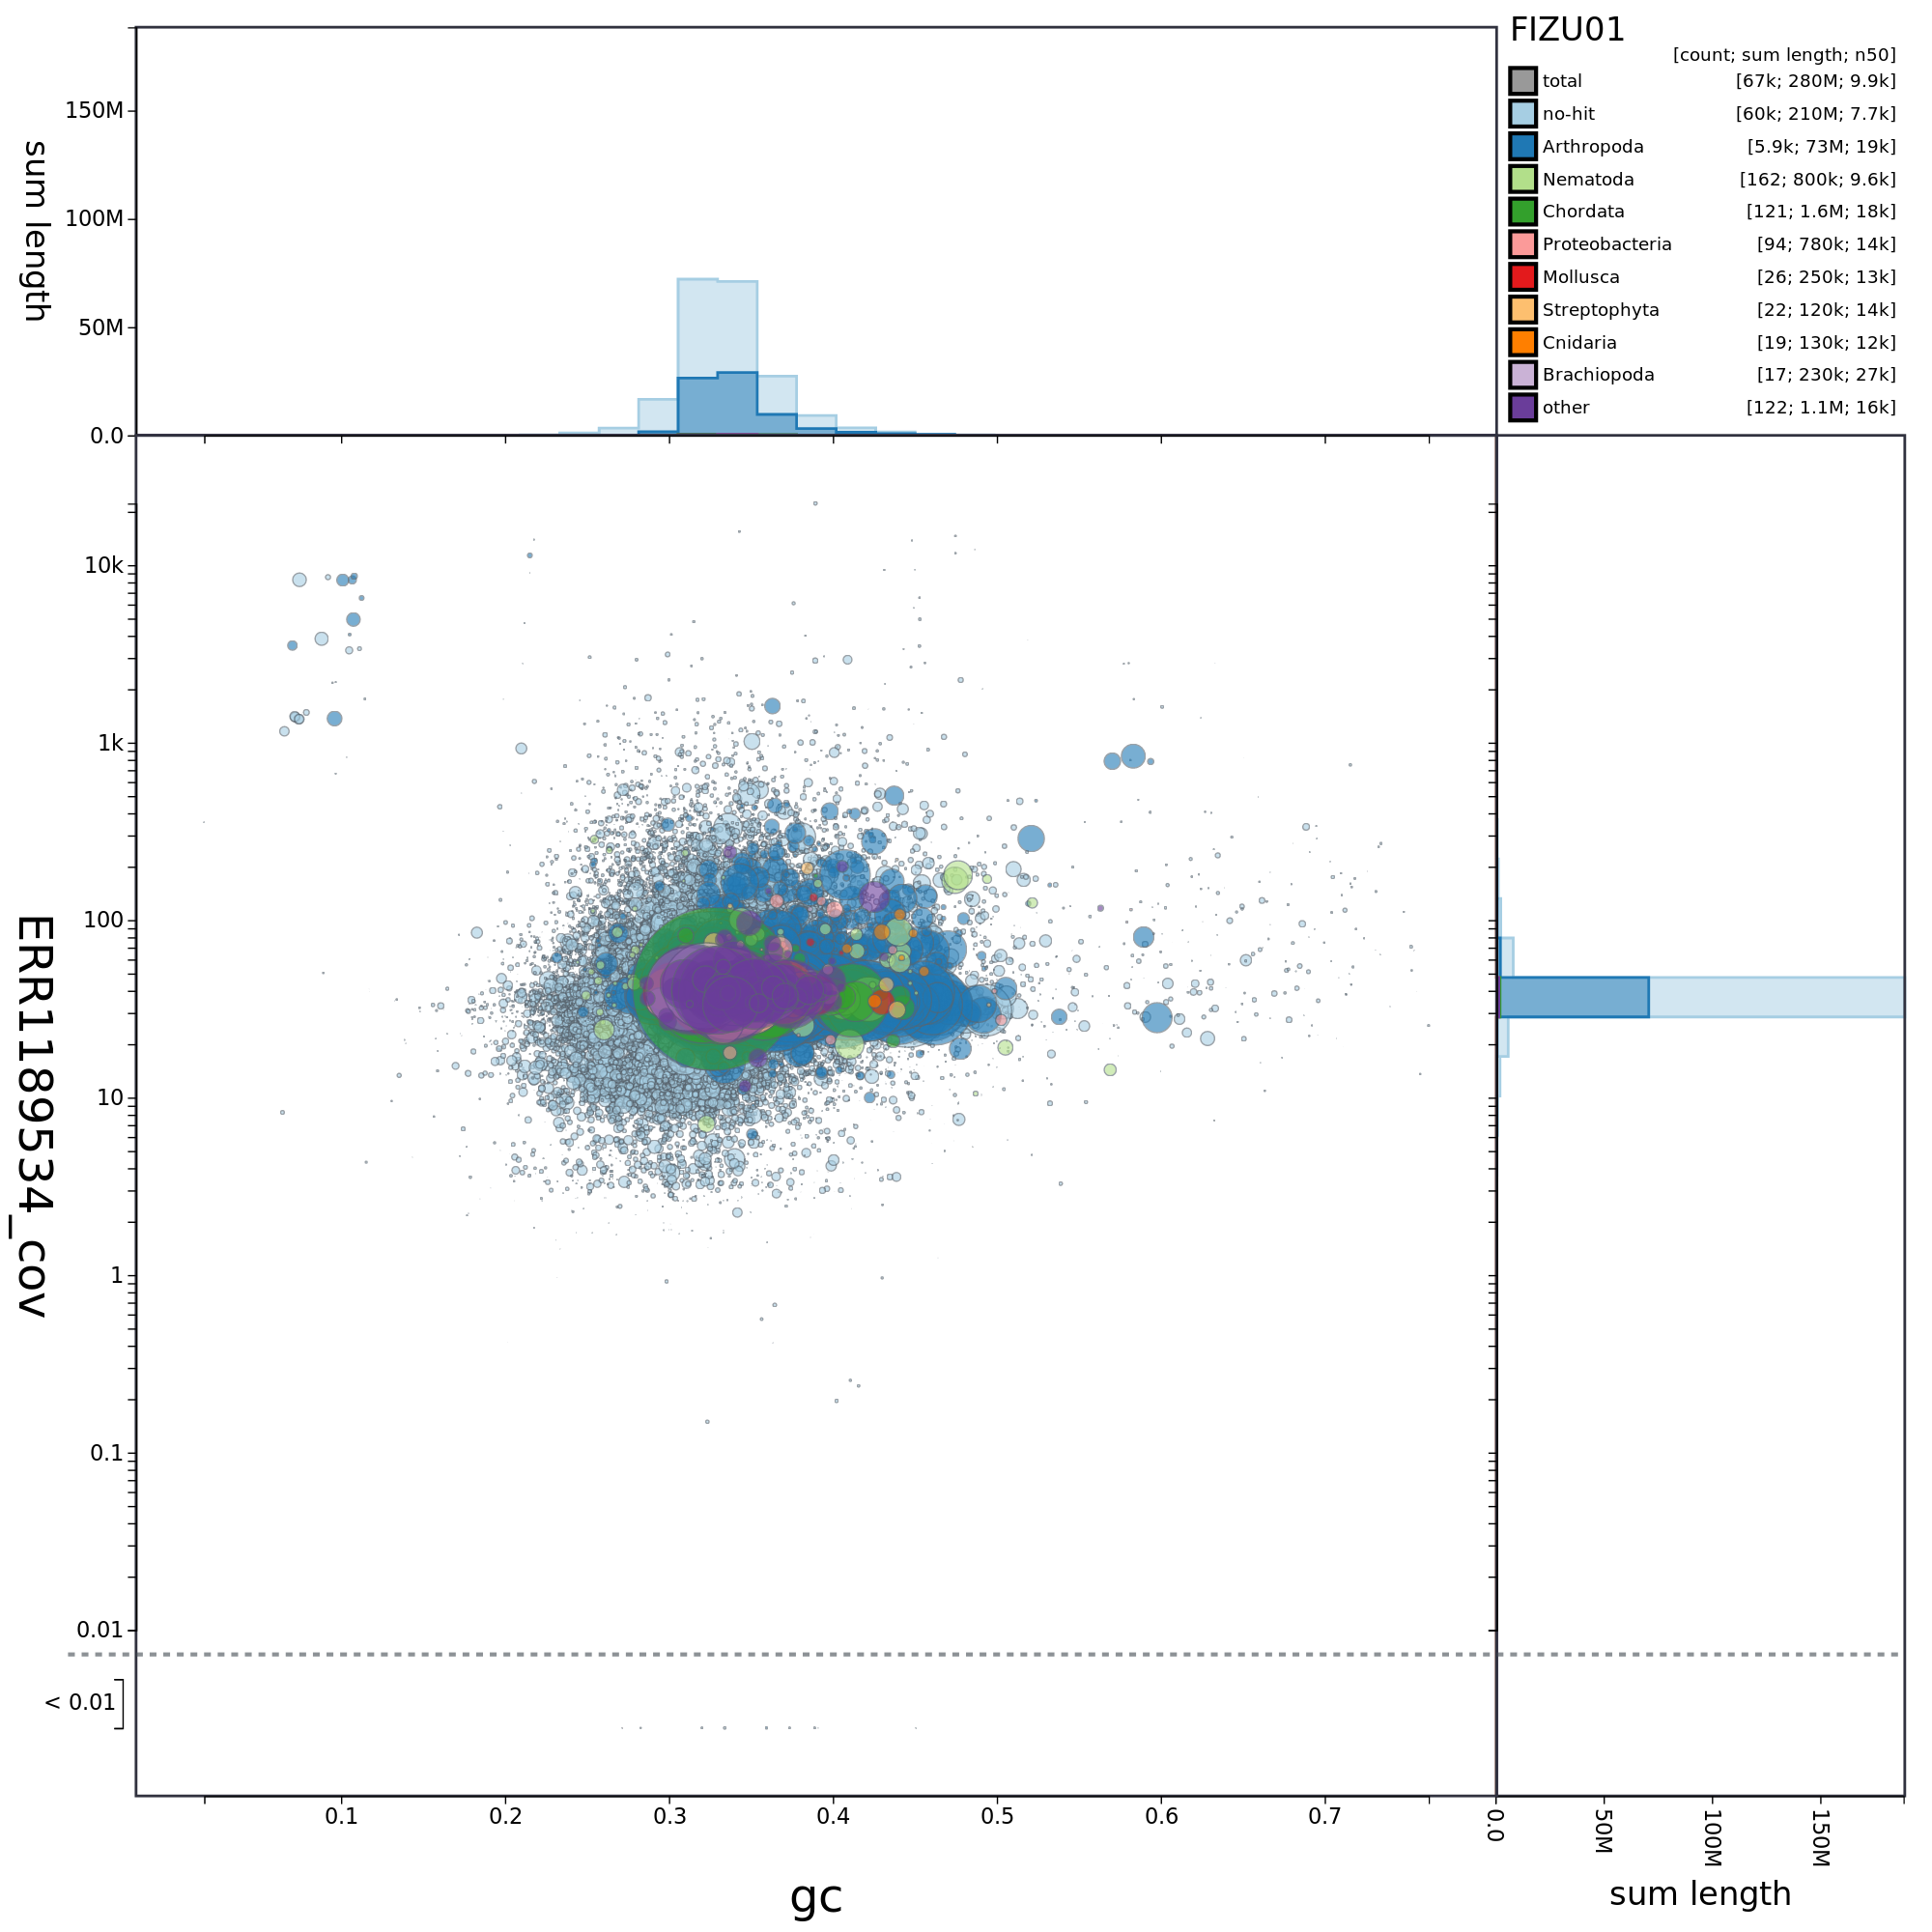 FIZU01
[count; sum length; n50]
total [67k; 280M; 9.9k]
no-hit [60k; 210M; 7.7k]
Arthropoda [5.9k; 73M; 19k]
Nematoda [162; 800k; 9.6k]
Chordata [121; 1.6M; 18k]
Proteobacteria [94; 780k; 14k]
Mollusca [26; 250k; 13k]
Streptophyta [22; 120k; 14k]
Cnidaria [19; 130k; 12k]
Brachiopoda [17; 230k; 27k]
other [122; 1.1M; 16k]
sum length
150M
100M
50M
0.0
ERR1189534_cov
10k
1k
100
10
1
0.1
0.01
< 0.01
0.1 0.2 0.3 0.4 0.5 0.6 0.7
gc
0.0 50M 100M 150M
sum length